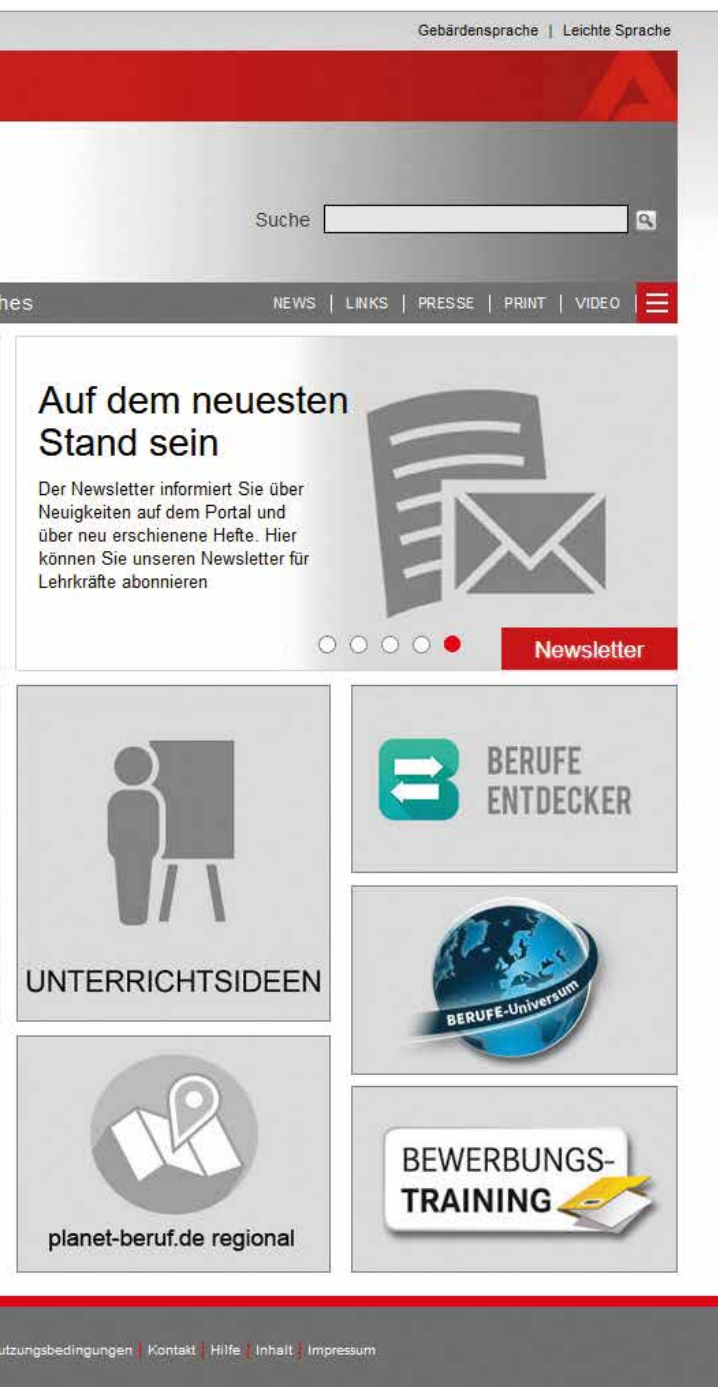 Gebärdensprache | Leichte Sprache
Suche
NEWS | LINKS | PRESSE | PRINT | VIDEO |
Auf dem neuesten
Stand sein
Der Newsletter informiert Sie über
Neuigkeiten auf dem Portal und
über neu erschienene Hefte. Hier
können Sie unseren Newsletter für
Lehrkräfte abonnieren
Newsletter
BERUFE
ENTDECKER
UNTERRICHTSIDEEN
BERUFE-Universum
planet-beruf.de regional
BEWERBUNGS-
TRAINING
Kontakt | Hilfe | Inhalt | Impressum